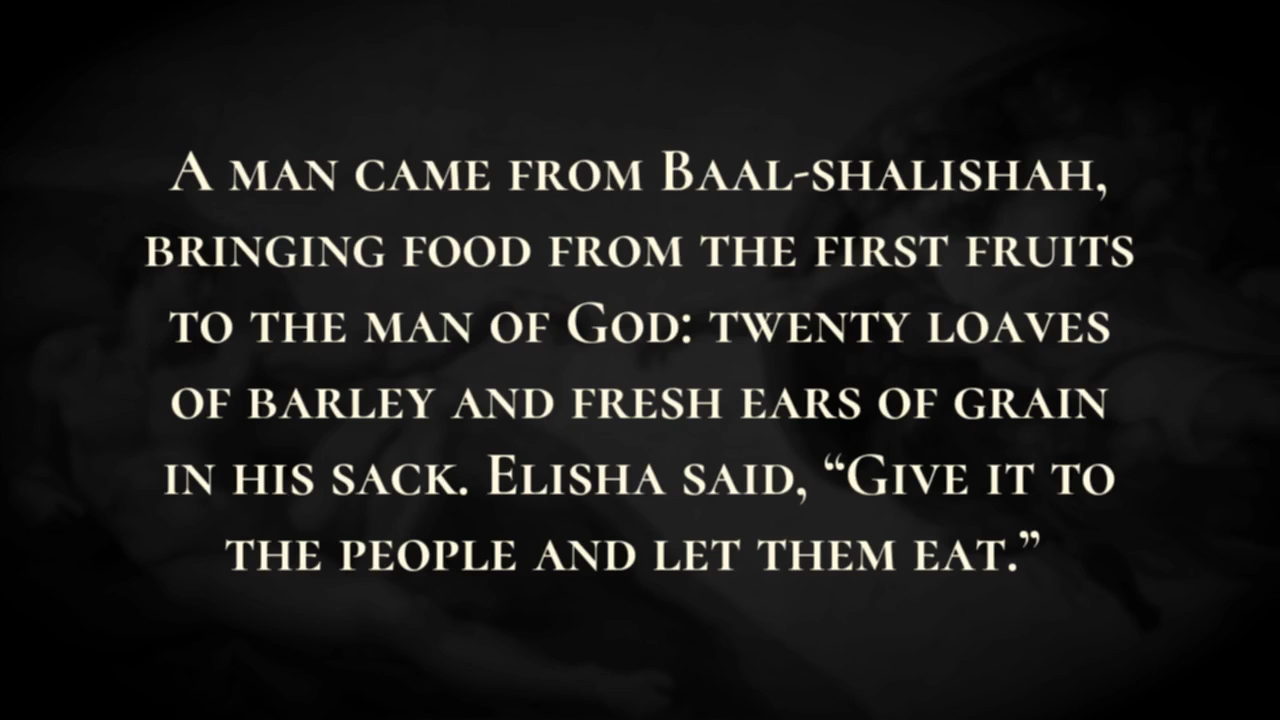 A man came from Baal-shalishah,
bringing food from the first fruits
to the man of God: twenty loaves
of barley and fresh ears of grain
in his sack. Elisha said, “Give it to
the people and let them eat.”